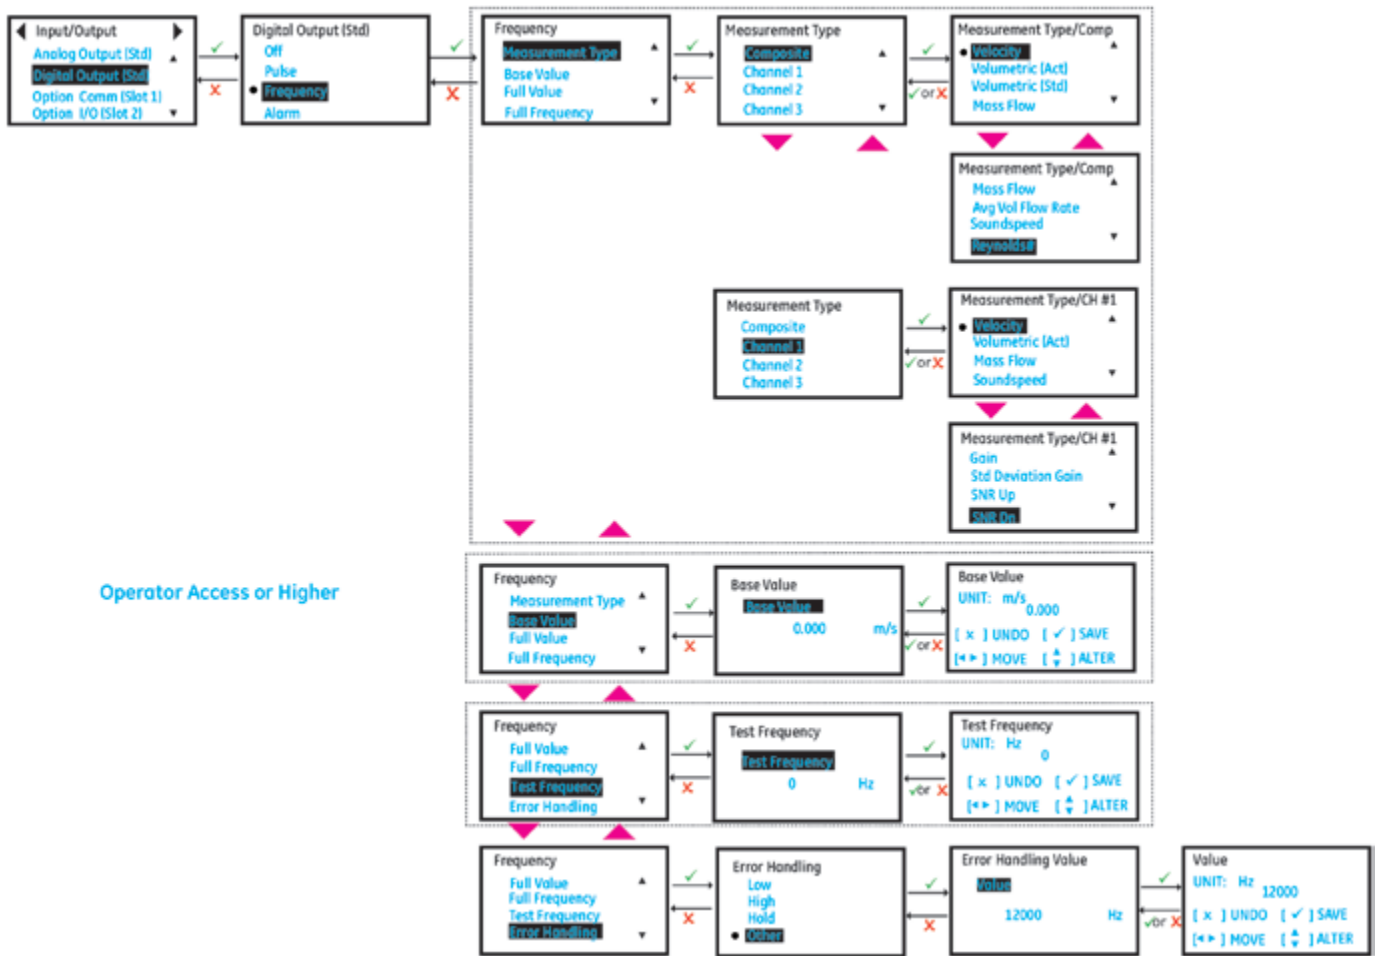 Input/Output
Analog Output (Std)
Digital Output (Std)
Option Comm (Slot 1)
Option I/O (Slot 2)
Digital Output (Std)
Off
Pulse
Frequency
Alarm
Frequency
Measurement Type
Base Value
Full Value
Full Frequency
Measurement Type
Composite
Channel 1
Channel 2
Channel 3
Measurement Type/Comp
Velocity
Volumetric (Act)
Volumetric (Std)
Mass Flow
✓ X
✓ X
✓ X
✓ ✓or X
Measurement Type/Comp
Mass Flow
Avg Vol Flow Rate
Soundspeed
Reynolds#
Measurement Type
Composite
Channel 1
Channel 2
Channel 3
✓ ✓or X
Measurement Type/CH #1
Velocity
Volumetric (Act)
Mass Flow
Soundspeed
Measurement Type/CH #1
Gain
Std Deviation Gain
SNR Up
SNR Dn
Operator Access or Higher
Frequency
Measurement Type
Base Value
Full Value
Full Frequency
✓ X
Base Value
Base Value
0.000 m/s
✓ ✓or X
Base Value
UNIT: m/s
0.000
[ x ] UNDO [ ✓ ] SAVE
[◂ ▸] MOVE [ ▴▾ ] ALTER
Frequency
Full Value
Full Frequency
Test Frequency
Error Handling
✓ X
Test Frequency
Test Frequency
0 Hz
✓ ✓or X
Test Frequency
UNIT: Hz
0
[ x ] UNDO [ ✓ ] SAVE
[◂ ▸] MOVE [ ▴▾ ] ALTER
Frequency
Full Value
Full Frequency
Test Frequency
Error Handling
✓ X
Error Handling
Low
High
Hold
Other
✓ X
Error Handling Value
Value
12000 Hz
✓ ✓or X
Value
UNIT: Hz
12000
[ x ] UNDO [ ✓ ] SAVE
[◂ ▸] MOVE [ ▴▾ ] ALTER